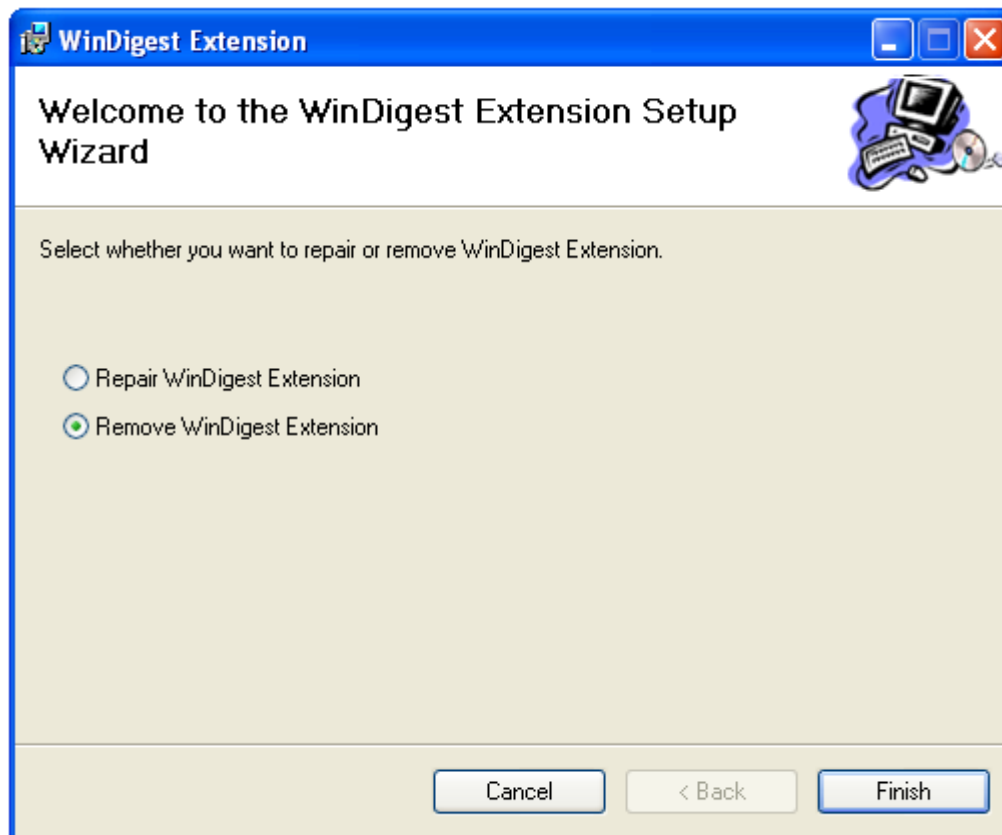 WinDigest Extension
Welcome to the WinDigest Extension Setup
Wizard
Select whether you want to repair or remove WinDigest Extension.
Repair WinDigest Extension
Remove WinDigest Extension
Cancel
< Back
Finish